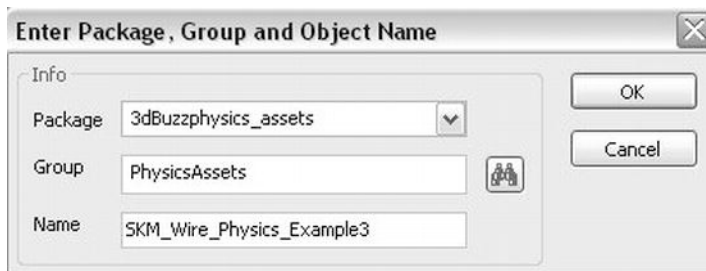 Enter Package, Group and Object Name
Info
Package 3dBuzzphysics_assets
OK
Group PhysicsAssets
Cancel
Name SKM_Wire_Physics_Example3